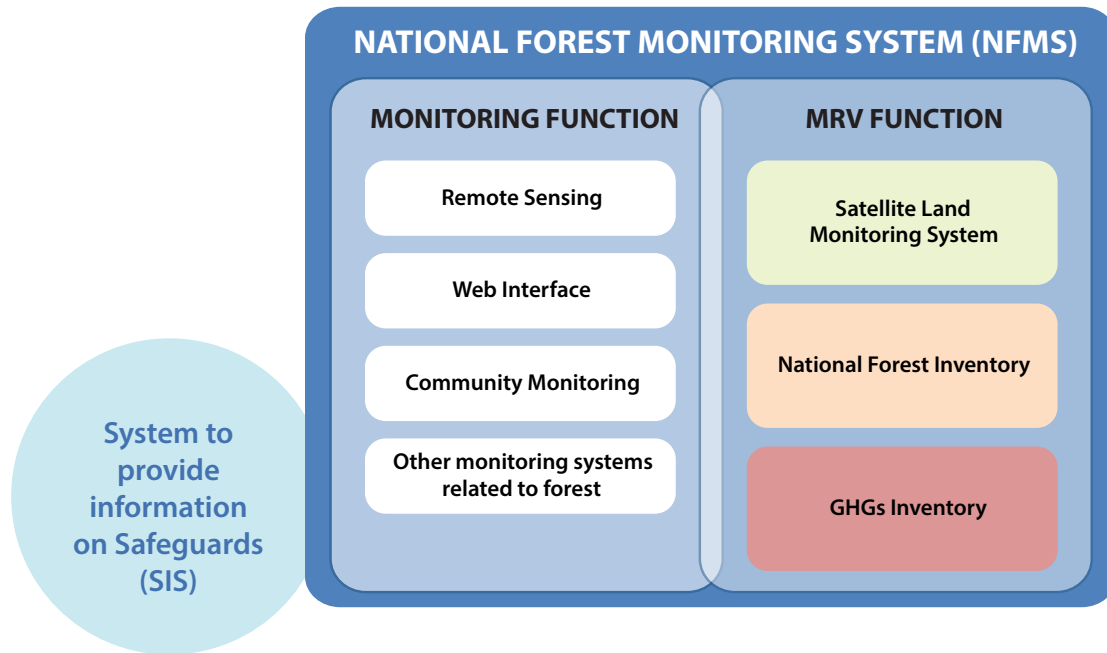 NATIONAL FOREST MONITORING SYSTEM (NFMS)
MONITORING FUNCTION
Remote Sensing
Web Interface
Community Monitoring
Other monitoring systems
related to forest
MRV FUNCTION
Satellite Land
Monitoring System
National Forest Inventory
GHGs Inventory
System to
provide
information
on Safeguards
(SIS)